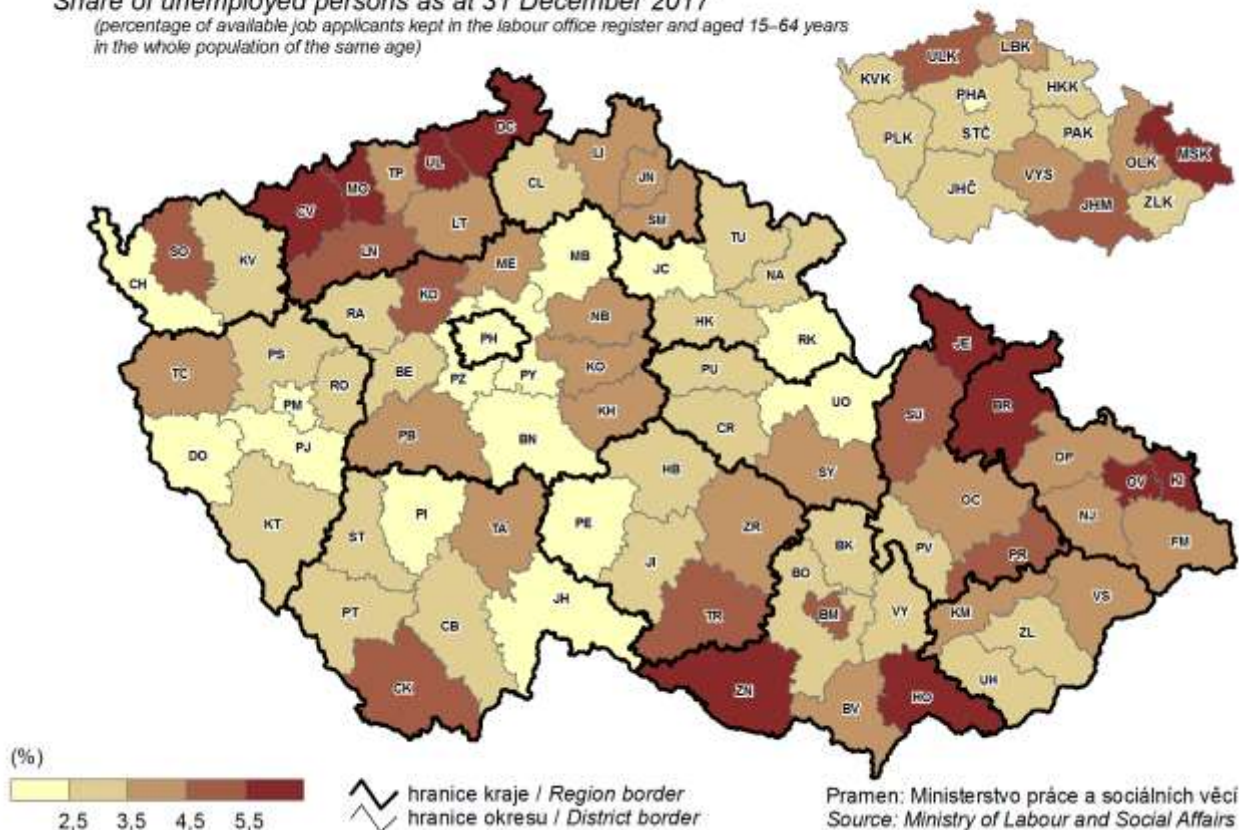 Share of unemployed persons as at 31 December 2017
(percentage of available job applicants kept in the labour office register and aged 15–64 years
in the whole population of the same age)
ULK
LBK
KVK
PHA
HKK
PLK
STČ
PAK
OLK
MSK
VYS
JHČ
JHM
ZLK
DC
UL
TP
MO
CV
LT
LN
CL
LI
JN
SM
SO
KV
CH
ME
MB
JC
TU
NA
RA
KD
NB
HK
RK
PH
TC
PS
RO
BE
PZ
PY
KO
PU
JE
PM
KH
UO
SU
BR
DO
PJ
PB
BN
CR
SY
OP
OV
KI
HB
OC
NJ
FM
KT
ST
PI
TA
PE
ZR
BK
PV
PR
JI
BO
PT
CB
JH
TR
BM
VY
KM
VS
ZL
UH
CK
ZN
BV
HO
(%)
2,5 3,5 4,5 5,5
hranice kraje / Region border
hranice okresu / District border
Pramen: Ministerstvo práce a sociálních věcí
Source: Ministry of Labour and Social Affairs